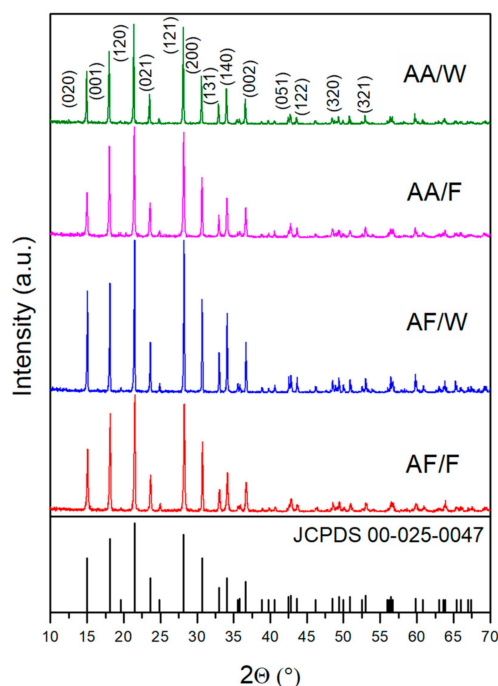 (020)
(001)
(120)
(021)
(121)
(200)
(131)
(140)
(002)
(051)
(122)
(320)
(321)
AA/W
AA/F
AF/W
AF/F
JCPDS 00-025-0047
Intensity (a.u.)
10 15 20 25 30 35 40 45 50 55 60 65 70
2Θ (°)